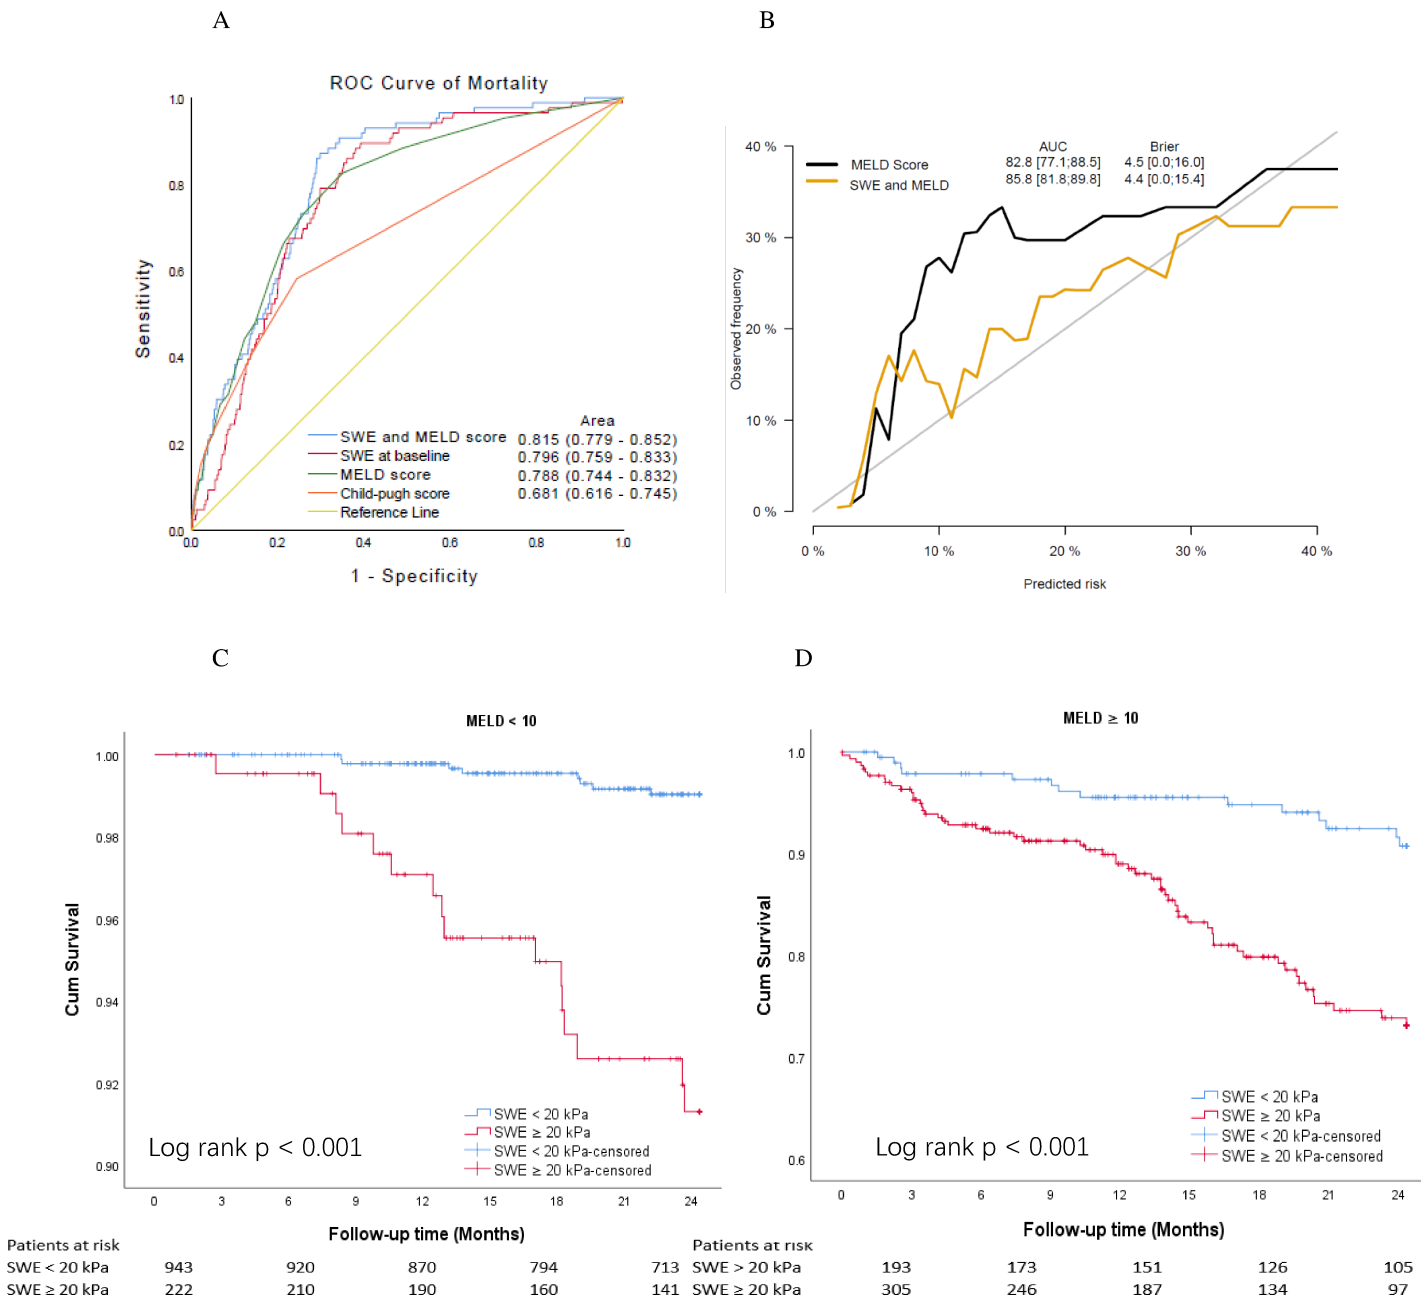 A
ROC Curve of Mortality
1.0
0.8
0.6
0.4
0.2
0.0
Sensitivity
0.0 0.2 0.4 0.6 0.8 1.0
1 - Specificity
Area
SWE and MELD score 0.815 (0.779 - 0.852)
SWE at baseline 0.796 (0.759 - 0.833)
MELD score 0.788 (0.744 - 0.832)
Child-pugh score 0.681 (0.616 - 0.745)
Reference Line
B
AUC Brier
MELD Score 82.8 [77.1;88.5] 4.5 [0.0;16.0]
SWE and MELD 85.8 [81.8;89.8] 4.4 [0.0;15.4]
40 %
30 %
20 %
10 %
0 %
Observed frequency
0 % 10 % 20 % 30 % 40 %
Predicted risk
C
MELD < 10
1.00
0.98
0.96
0.94
0.92
0.90
Cum Survival
SWE < 20 kPa
SWE ≥ 20 kPa
SWE < 20 kPa-censored
SWE ≥ 20 kPa-censored
Log rank p < 0.001
0 3 6 9 12 15 18 21 24
Follow-up time (Months)
Patients at risk
SWE < 20 kPa 943 920 870 794 713
SWE ≥ 20 kPa 222 210 190 160 141
D
MELD ≥ 10
1.0
0.9
0.8
0.7
0.6
Cum Survival
SWE < 20 kPa
SWE ≥ 20 kPa
SWE < 20 kPa-censored
SWE ≥ 20 kPa-censored
Log rank p < 0.001
0 3 6 9 12 15 18 21 24
Follow-up time (Months)
Patients at risk
SWE > 20 kPa 193 173 151 126 105
SWE ≥ 20 kPa 305 246 187 134 97